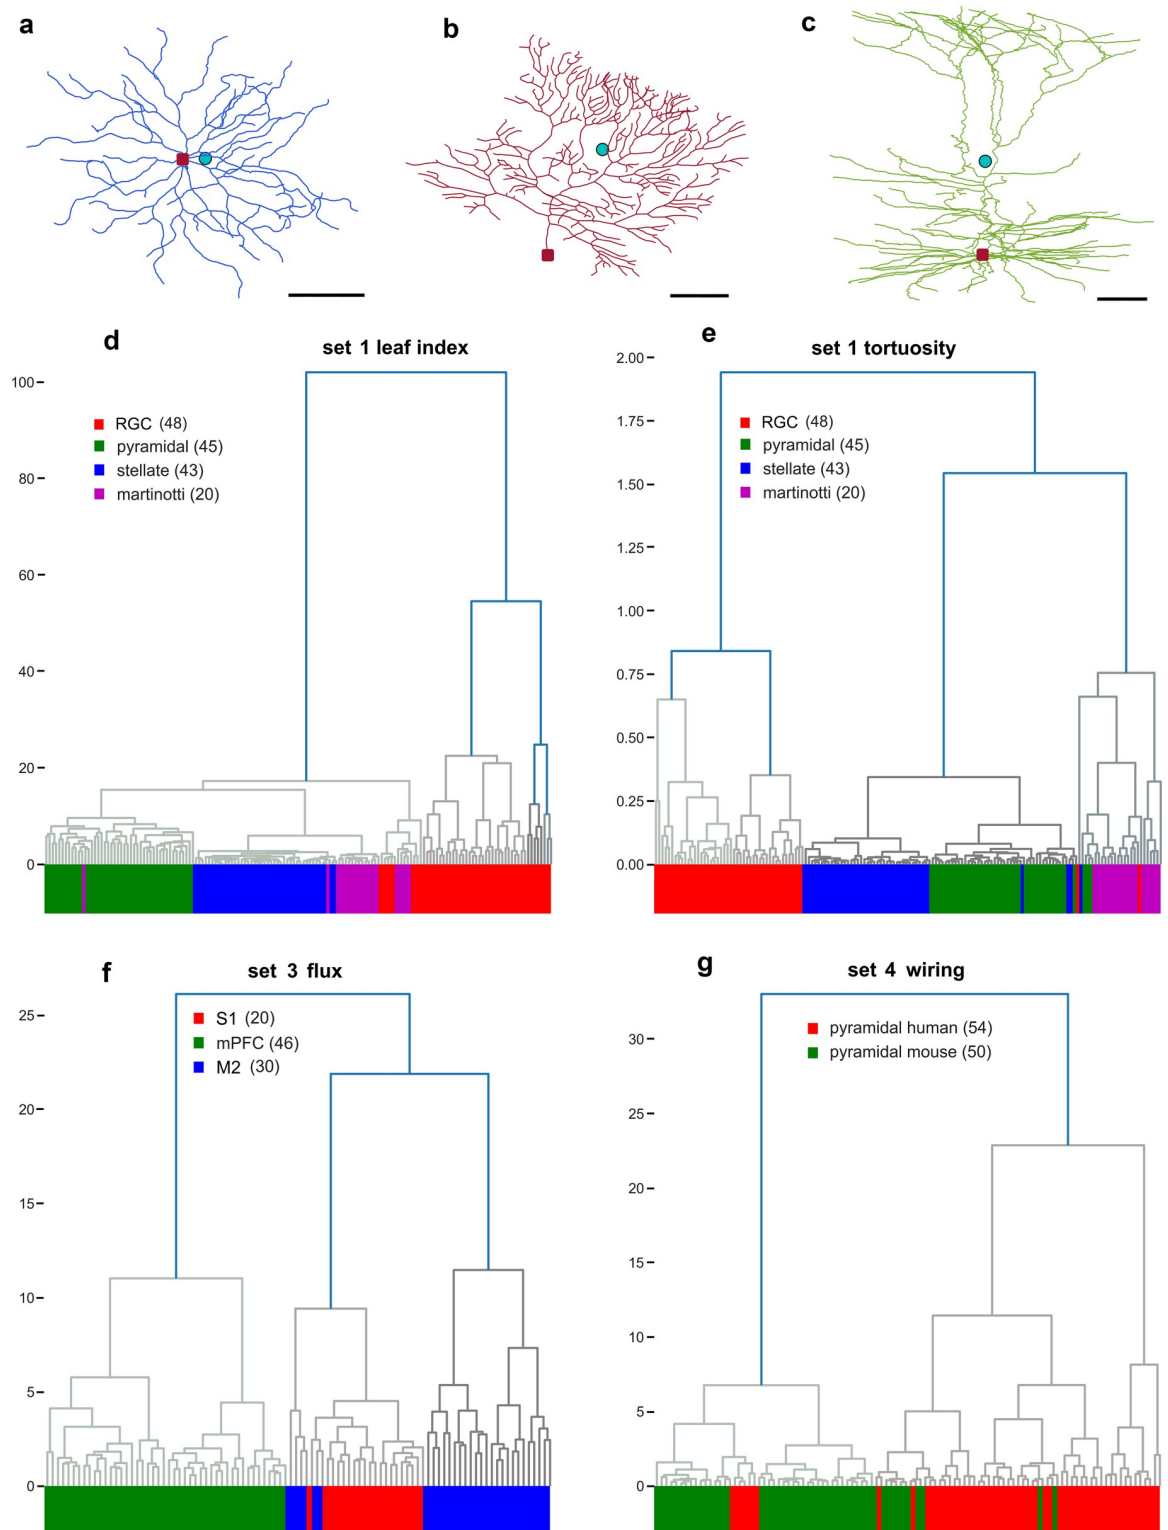 a
b
c
d
set 1 leaf index
100
80
60
40
20
0
RGC (48)
pyramidal (45)
stellate (43)
martinotti (20)
e
set 1 tortuosity
2.00
1.75
1.50
1.25
1.00
0.75
0.50
0.25
0.00
RGC (48)
pyramidal (45)
stellate (43)
martinotti (20)
f
set 3 flux
25
20
15
10
5
0
S1 (20)
mPFC (46)
M2 (30)
g
set 4 wiring
30
25
20
15
10
5
0
pyramidal human (54)
pyramidal mouse (50)